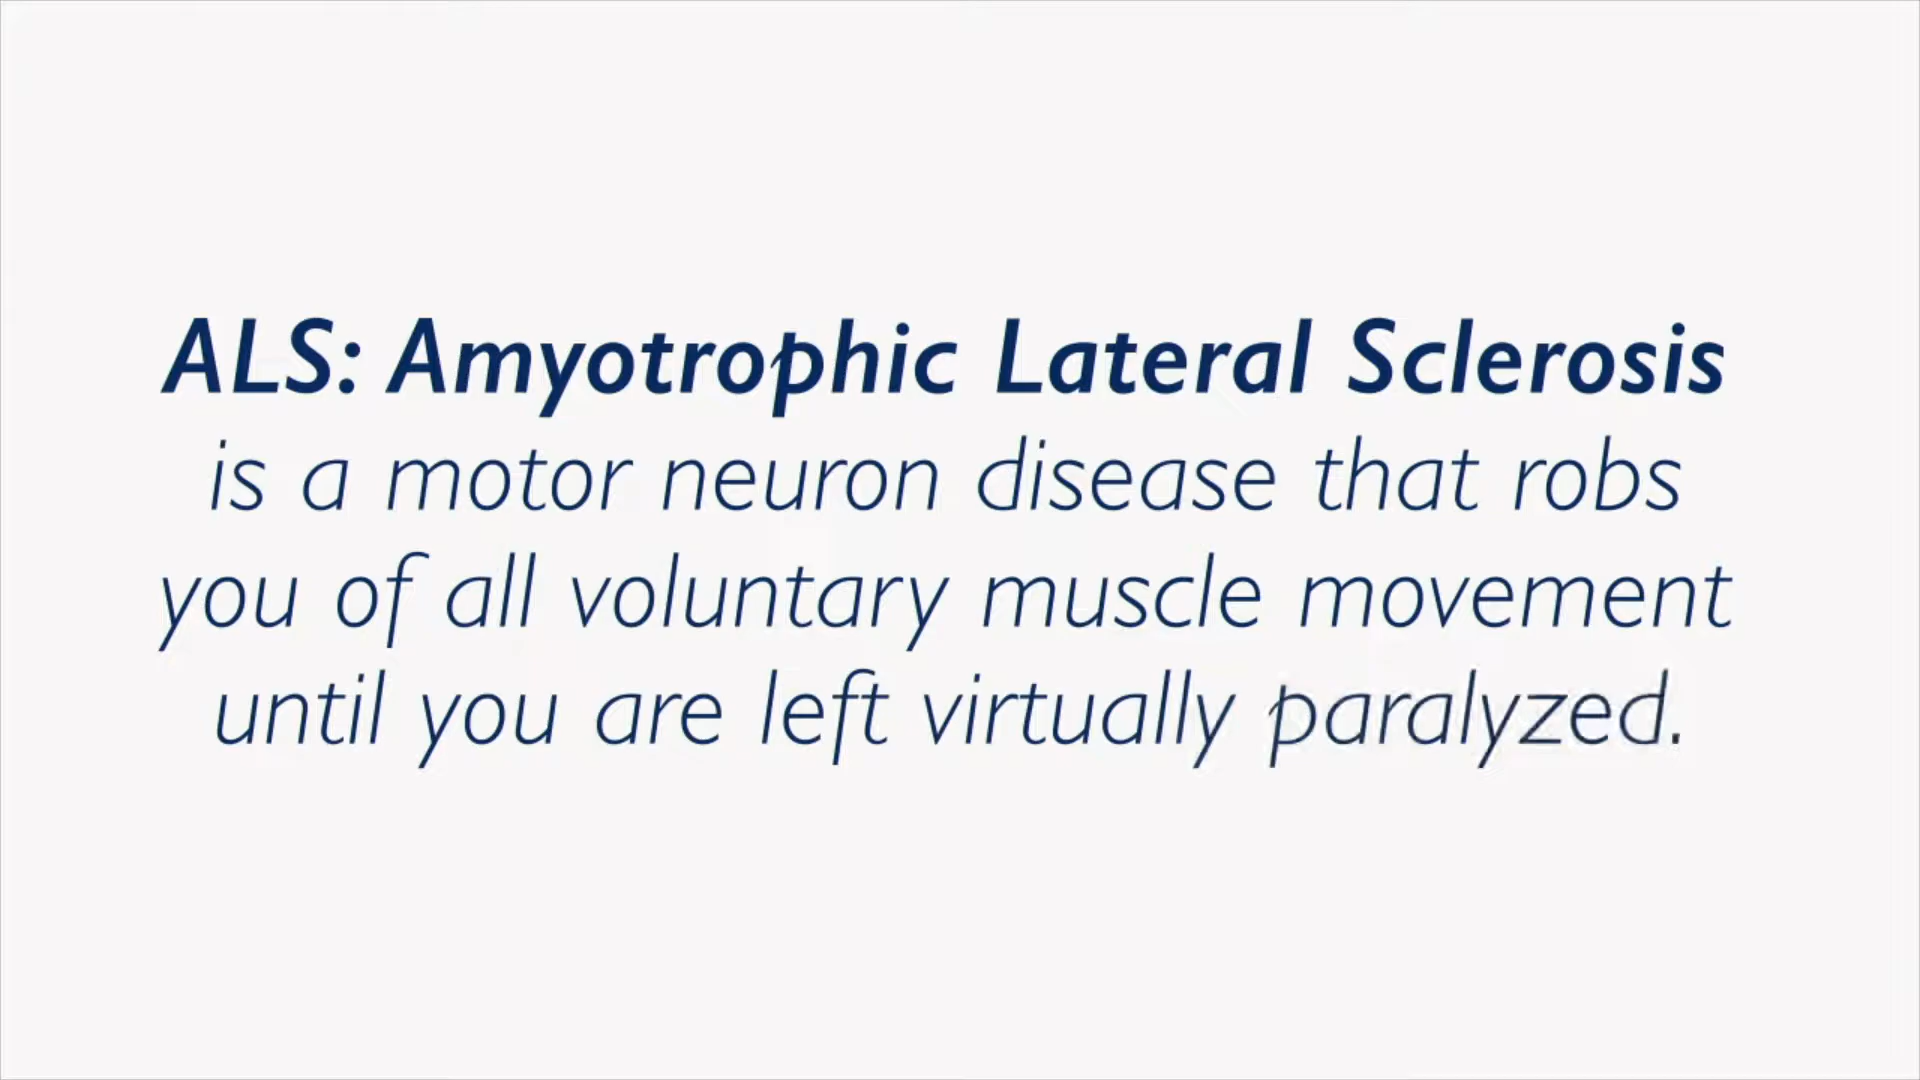 ALS: Amyotrophic Lateral Sclerosis
is a motor neuron disease that robs
you of all voluntary muscle movement
until you are left virtually paralyzed.